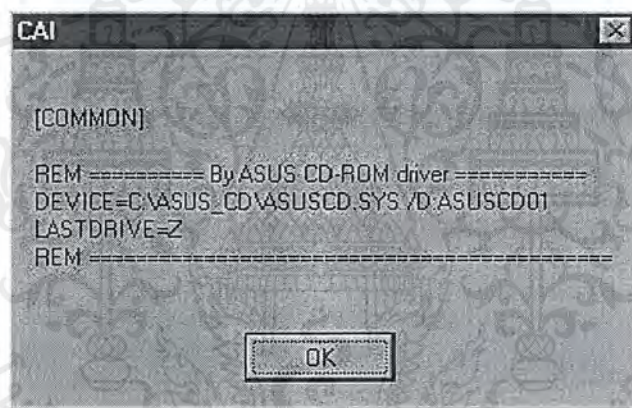 CAI
[COMMON]
REM ========== By ASUS CD-ROM driver ===========
DEVICE=C:\ASUS_CD\ASUSCD.SYS /D:ASUSCD01
LASTDRIVE=Z
REM ===========================================
OK